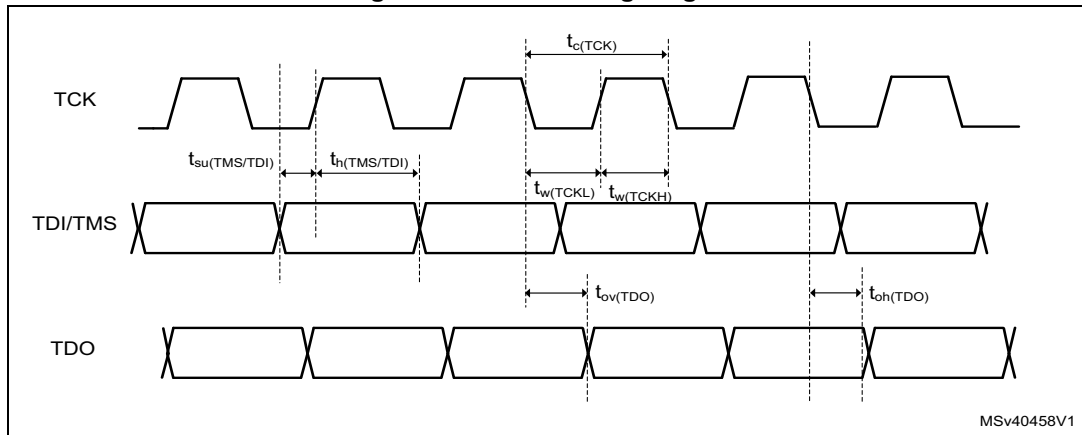 t_c(TCK)
TCK
t_su(TMS/TDI)
t_h(TMS/TDI)
t_w(TCKL)
t_w(TCKH)
TDI/TMS
t_ov(TDO)
t_oh(TDO)
TDO
MSv40458V1